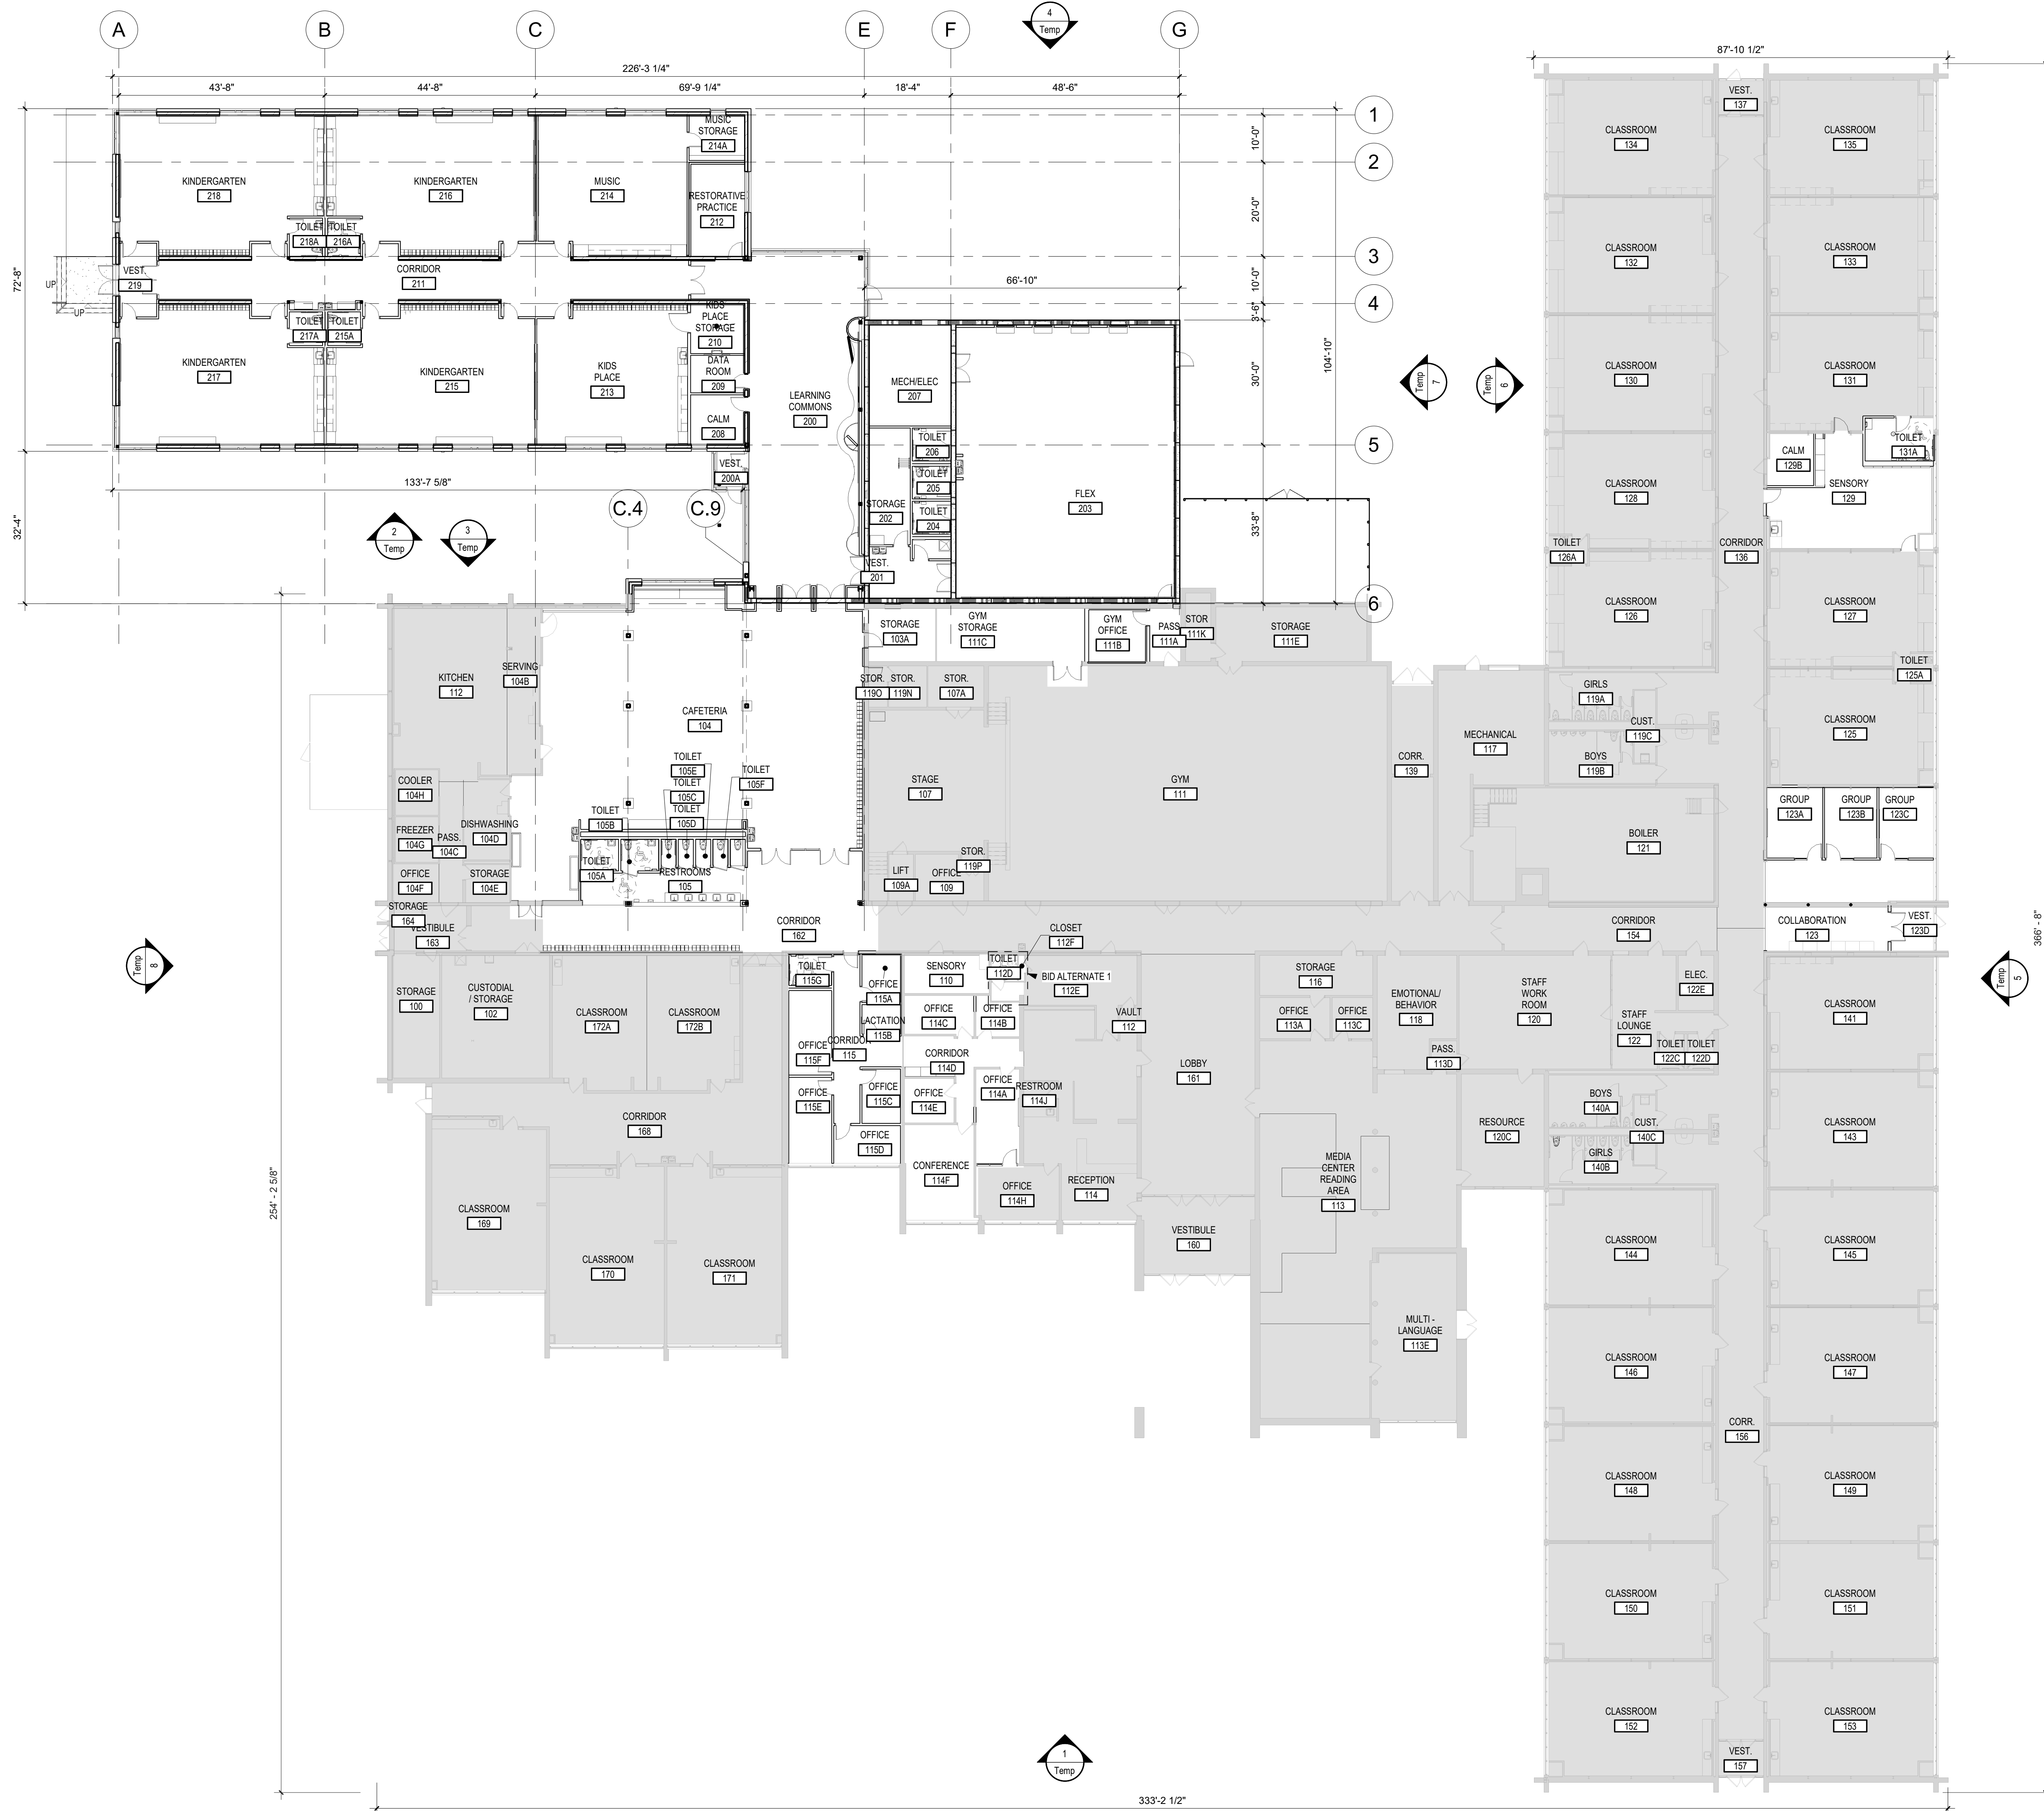 4
Temp
A
B
C
E
F
G
87'-10 1/2"
226'-3 1/4"
43'-8"
44'-8"
69'-9 1/4"
18'-4"
48'-6"
1
2
3
4
5
6
10'-0"
20'-0"
10'-0"
3'-6"
30'-0"
33'-8"
104'-10"
66'-10"
72'-8"
32'-4"
133'-7 5/8"
C.4
C.9
MUSIC
STORAGE
214A
KINDERGARTEN
218
KINDERGARTEN
216
MUSIC
214
RESTORATIVE
PRACTICE
212
TOILET
218A
TOILET
216A
UP
UP
VEST.
219
CORRIDOR
211
TOILET
217A
TOILET
215A
KIDS
PLACE
STORAGE
210
KINDERGARTEN
217
KINDERGARTEN
215
KIDS
PLACE
213
DATA
ROOM
209
CALM
208
LEARNING
COMMONS
200
MECH/ELEC
207
TOILET
206
TOILET
205
TOILET
204
STORAGE
202
FLEX
203
VEST.
200A
VEST.
201
2
Temp
3
Temp
Temp
7
Temp
6
VEST.
137
CLASSROOM
134
CLASSROOM
135
CLASSROOM
132
CLASSROOM
133
CLASSROOM
130
CLASSROOM
131
TOILET
131A
CALM
129B
CLASSROOM
128
SENSORY
129
TOILET
126A
CORRIDOR
136
CLASSROOM
126
CLASSROOM
127
TOILET
125A
CLASSROOM
125
GIRLS
119A
CUST.
119C
BOYS
119B
MECHANICAL
117
GROUP
123A
GROUP
123B
GROUP
123C
BOILER
121
COLLABORATION
123
VEST.
123D
STORAGE
103A
GYM
STORAGE
111C
GYM
OFFICE
111B
PASS.
111A
STOR
111K
STORAGE
111E
KITCHEN
112
SERVING
104B
STOR.
119O
STOR.
119N
STOR.
107A
CAFETERIA
104
COOLER
104H
FREEZER
104G
PASS.
104C
DISHWASHING
104D
OFFICE
104F
STORAGE
104E
TOILET
105E
TOILET
105C
TOILET
105D
TOILET
105F
TOILET
105B
TOILET
105A
RESTROOMS
105
STAGE
107
GYM
111
CORR.
139
STOR.
119P
LIFT
109A
OFFICE
109
STORAGE
164
VESTIBULE
163
CORRIDOR
162
CLOSET
112F
CORRIDOR
154
Temp
8
STORAGE
100
CUSTODIAL
/ STORAGE
102
CLASSROOM
172A
CLASSROOM
172B
TOILET
115G
OFFICE
115A
LACTATION
115B
CORRIDOR
115
OFFICE
115F
OFFICE
115E
OFFICE
115C
OFFICE
115D
SENSORY
110
TOILET
112D
BID ALTERNATE 1
112E
OFFICE
114C
OFFICE
114B
VAULT
112
CORRIDOR
114D
OFFICE
114E
OFFICE
114A
RESTROOM
114J
CONFERENCE
114F
OFFICE
114H
RECEPTION
114
LOBBY
161
VESTIBULE
160
STORAGE
116
OFFICE
113A
OFFICE
113C
EMOTIONAL/
BEHAVIOR
118
PASS.
113D
STAFF
WORK
ROOM
120
STAFF
LOUNGE
122
ELEC.
122E
TOILET
122C
TOILET
122D
RESOURCE
120C
BOYS
140A
CUST.
140C
GIRLS
140B
MEDIA
CENTER
READING
AREA
113
MULTI -
LANGUAGE
113E
CORRIDOR
168
CLASSROOM
169
CLASSROOM
170
CLASSROOM
171
CLASSROOM
141
CLASSROOM
143
CLASSROOM
144
CLASSROOM
145
CLASSROOM
146
CLASSROOM
147
CORR.
156
CLASSROOM
148
CLASSROOM
149
CLASSROOM
150
CLASSROOM
151
CLASSROOM
152
CLASSROOM
153
VEST.
157
Temp
5
366' - 8"
254' - 2 5/8"
1
Temp
333'-2 1/2"